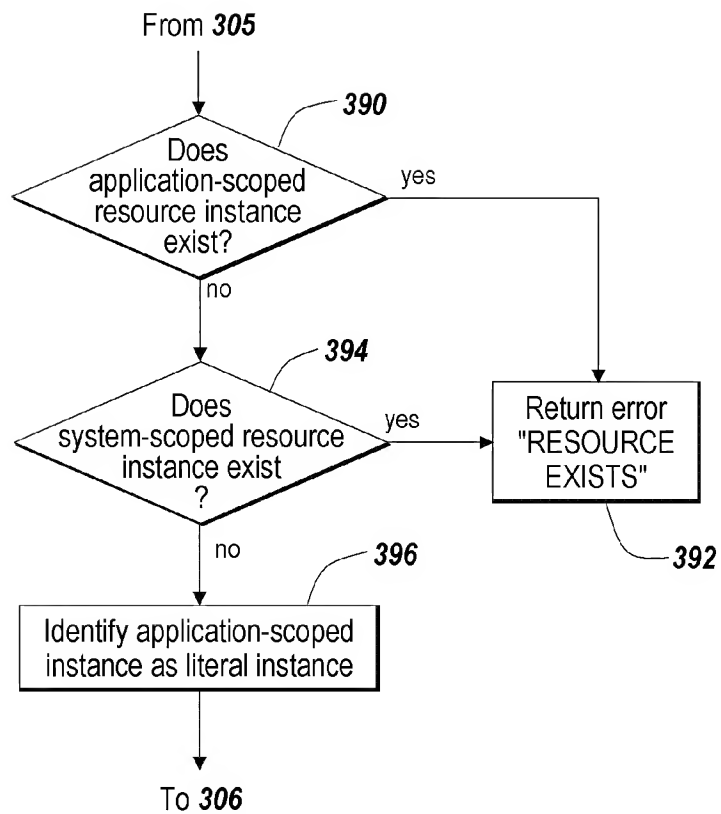 From 305
390
Does
application-scoped
resource instance
exist?
yes
no
394
Does
system-scoped resource
instance exist
?
yes
Return error
"RESOURCE
EXISTS"
392
no
396
Identify application-scoped
instance as literal instance
To 306